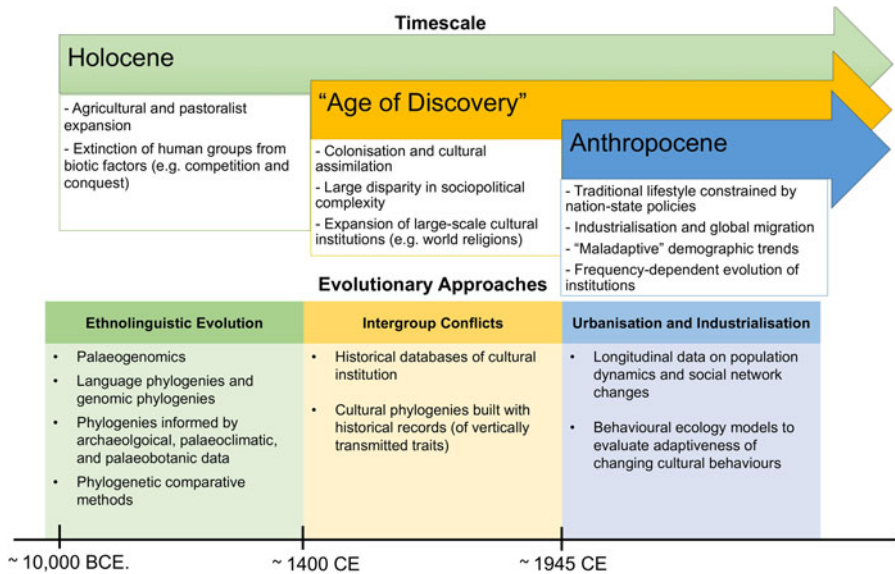 Timescale
Holocene
- Agricultural and pastoralist
expansion
- Extinction of human groups from
biotic factors (e.g. competition and
conquest)
“Age of Discovery”
- Colonisation and cultural
assimilation
- Large disparity in sociopolitical
complexity
- Expansion of large-scale cultural
institutions (e.g. world religions)
Anthropocene
- Traditional lifestyle constrained by
nation-state policies
- Industrialisation and global migration
- “Maladaptive” demographic trends
- Frequency-dependent evolution of
institutions
Evolutionary Approaches
Ethnolinguistic Evolution
• Palaeogenomics
• Language phylogenies and
genomic phylogenies
• Phylogenies informed by
archaelgoical, palaeoclimatic,
and palaeobotanic data
• Phylogenetic comparative
methods
Intergroup Conflicts
• Historical databases of cultural
institution
• Cultural phylogenies built with
historical records (of vertically
transmitted traits)
Urbanisation and Industrialisation
• Longitudinal data on population
dynamics and social network
changes
• Behavioural ecology models to
evaluate adaptiveness of
changing cultural behaviours
~ 10,000 BCE.
~ 1400 CE
~ 1945 CE